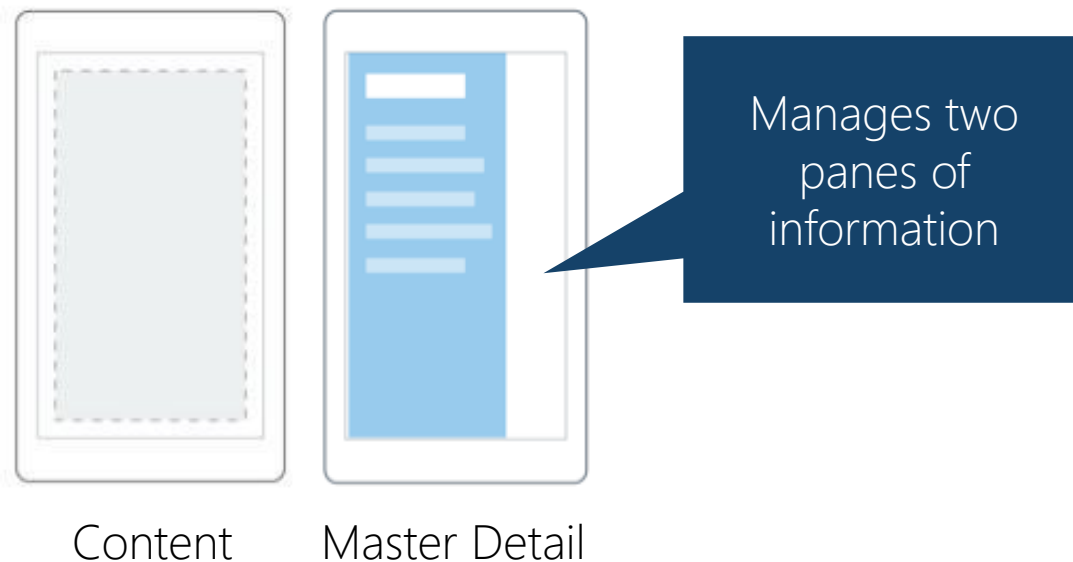 Manages two
panes of
information
Content
Master Detail